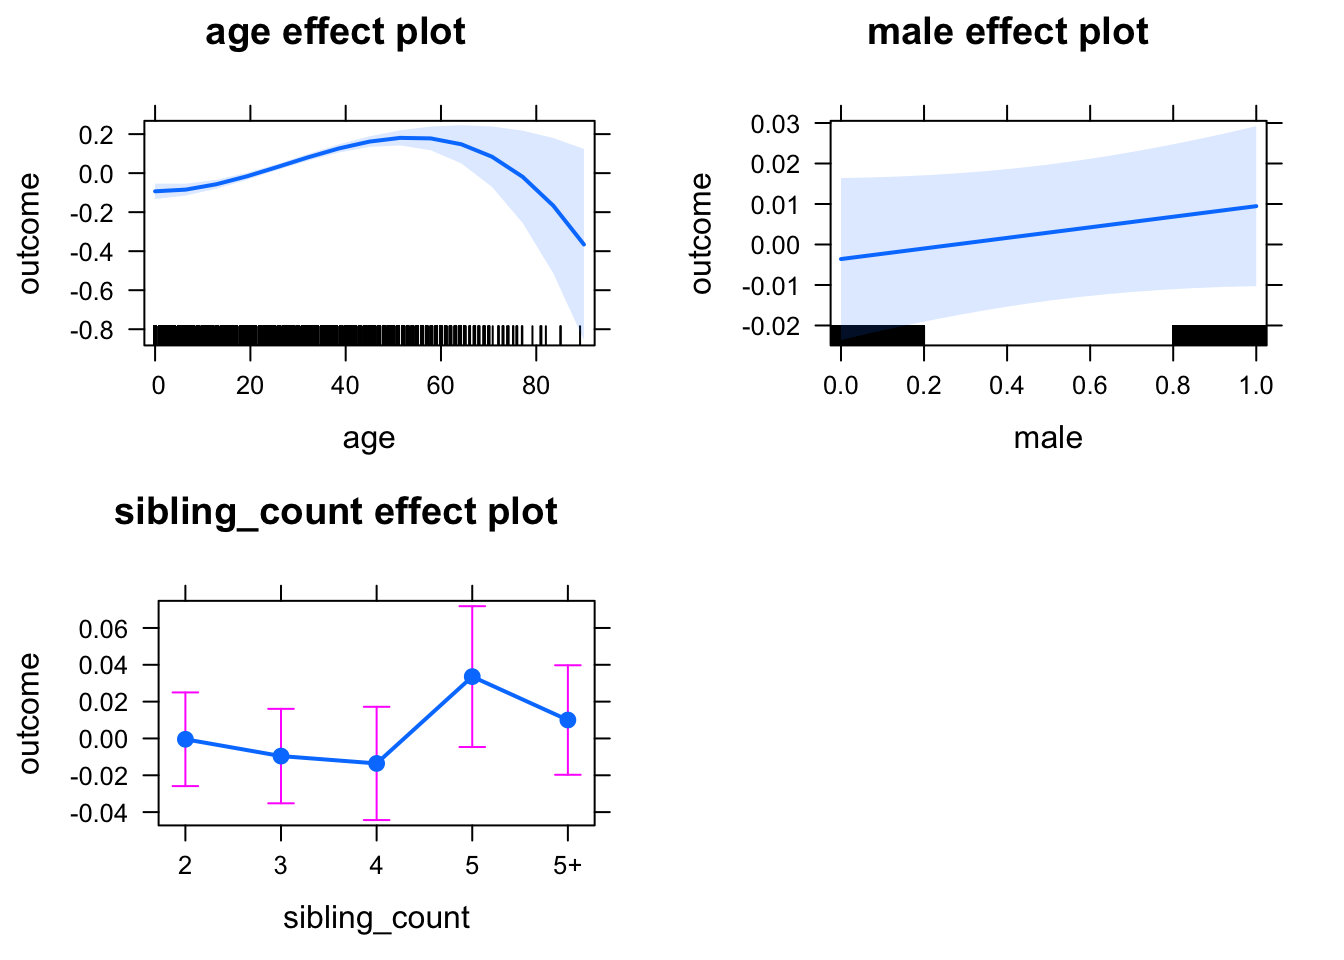 age effect plot
outcome
0.2
0.0
-0.2
-0.4
-0.6
-0.8
0 20 40 60 80
age
male effect plot
outcome
0.03
0.02
0.01
0.00
-0.01
-0.02
0.0 0.2 0.4 0.6 0.8 1.0
male
sibling_count effect plot
outcome
0.06
0.04
0.02
0.00
-0.02
-0.04
2 3 4 5 5+
sibling_count